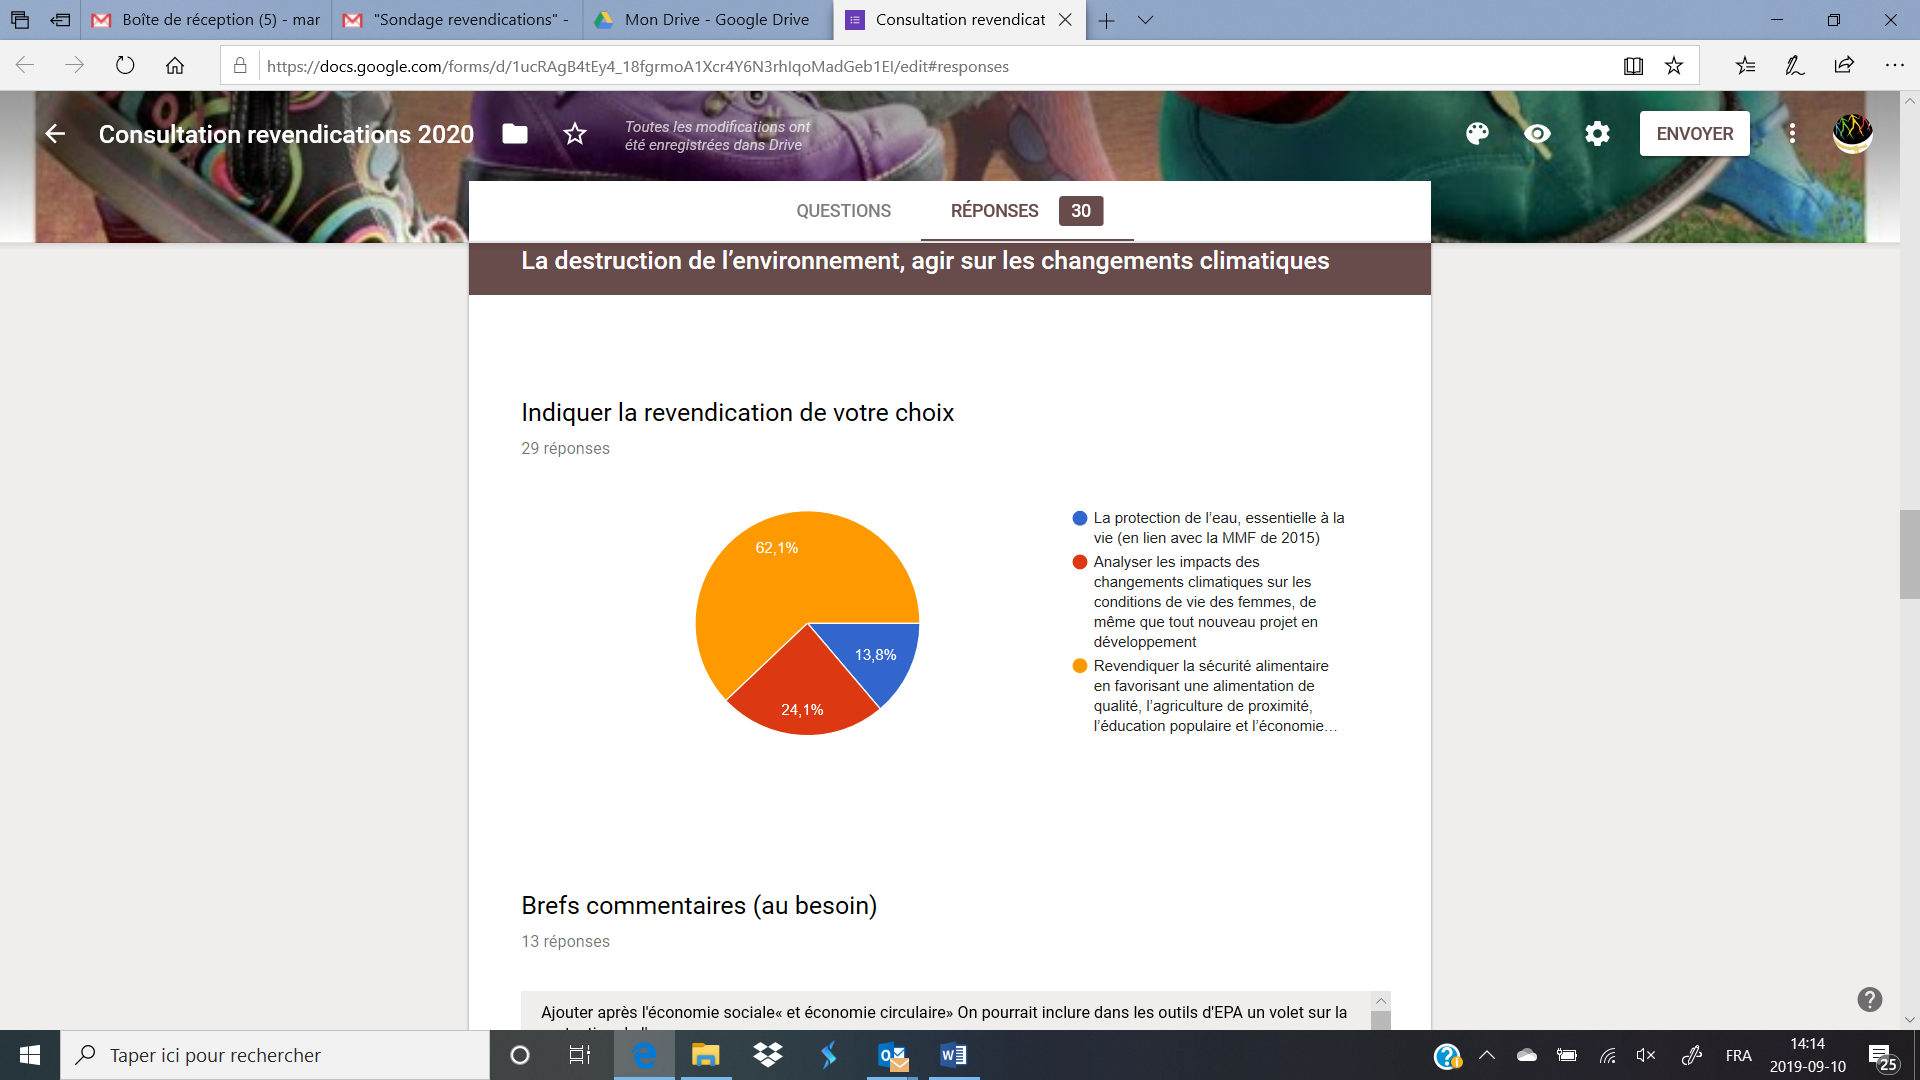 Boîte de réception (5) - mar
"Sondage revendications" -
Mon Drive - Google Drive
Consultation revendicat
https://docs.google.com/forms/d/1ucRAgB4tEy4_18fgrmoA1Xcr4Y6N3rhIqoMadGeb1EI/edit#responses
Consultation revendications 2020
Toutes les modifications ont
été enregistrées dans Drive
ENVOYER
QUESTIONS
RÉPONSES 30
La destruction de l’environnement, agir sur les changements climatiques
Indiquer la revendication de votre choix
29 réponses
62,1%
13,8%
24,1%
La protection de l’eau, essentielle à la
vie (en lien avec la MMF de 2015)
Analyser les impacts des
changements climatiques sur les
conditions de vie des femmes, de
même que tout nouveau projet en
développement
Revendiquer la sécurité alimentaire
en favorisant une alimentation de
qualité, l’agriculture de proximité,
l’éducation populaire et l’économie…
Brefs commentaires (au besoin)
13 réponses
Ajouter après l'économie sociale« et économie circulaire» On pourrait inclure dans les outils d'EPA un volet sur la
Taper ici pour rechercher
FRA
14:14
2019-09-10
25